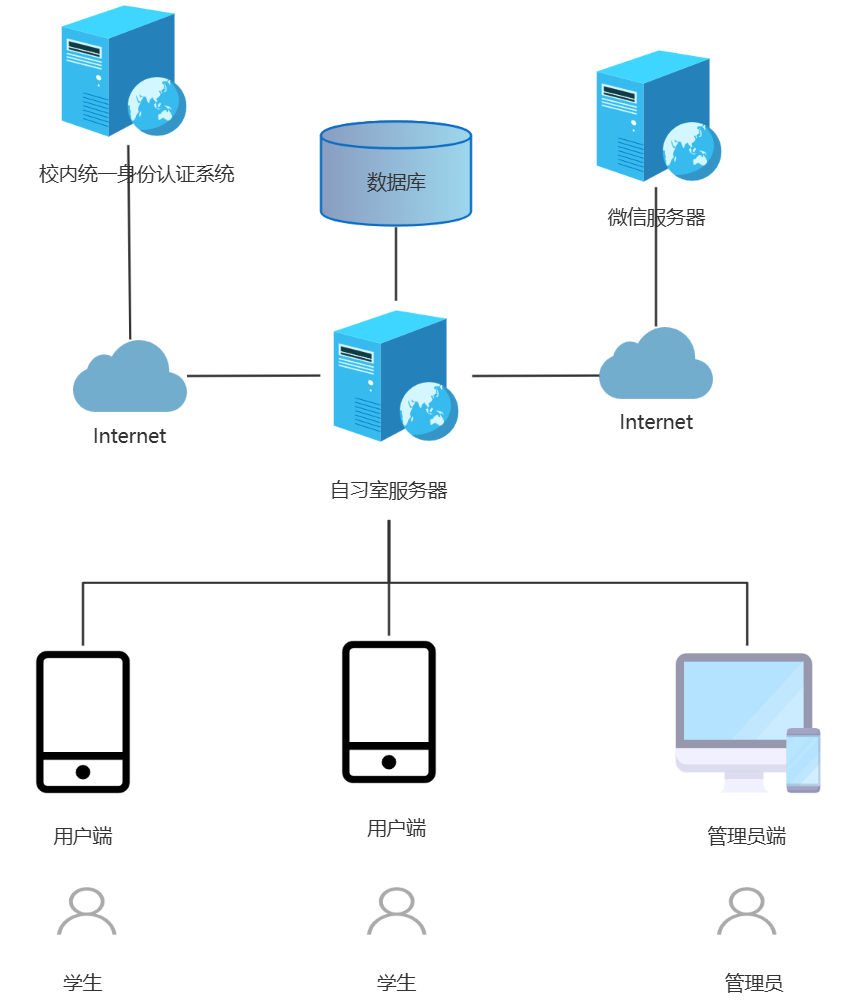 校内统一身份认证系统
数据库
微信服务器
Internet
Internet
自习室服务器
用户端
用户端
管理员端
学生
学生
管理员